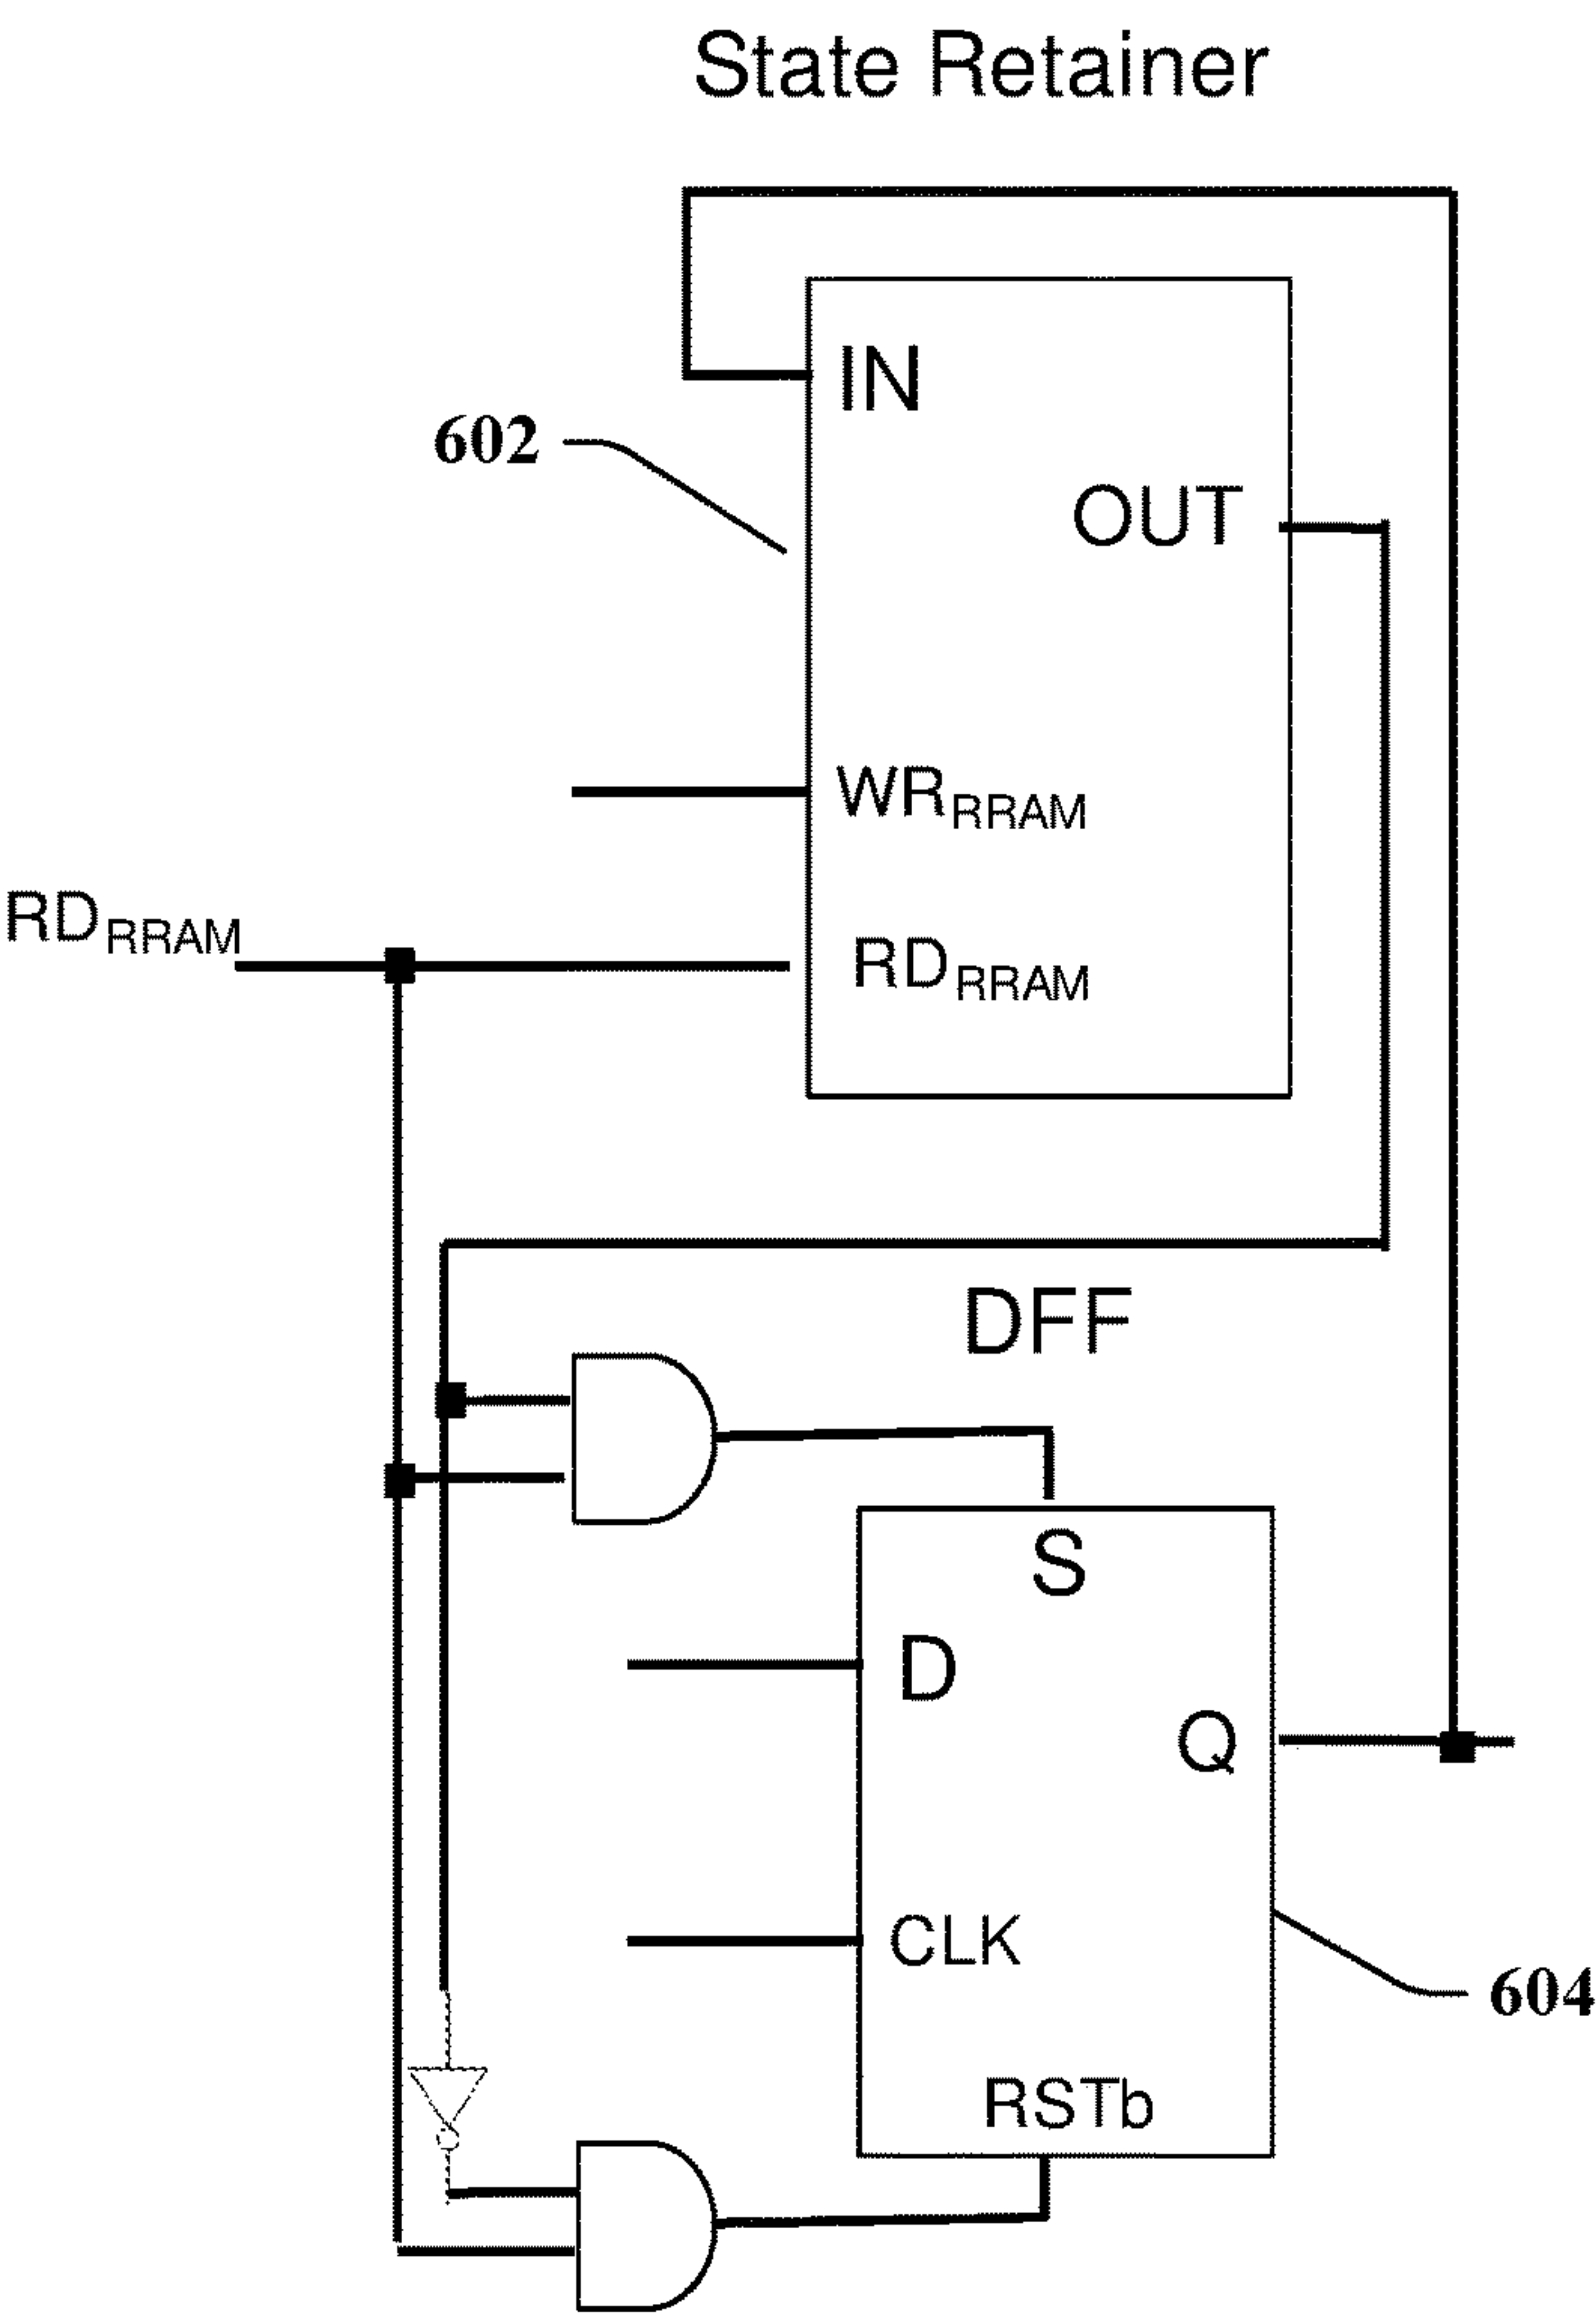 State Retainer
IN
602
OUT
WRRRAM
RDRRAM
RDRRAM
DFF
S
D
Q
CLK
604
RSTb